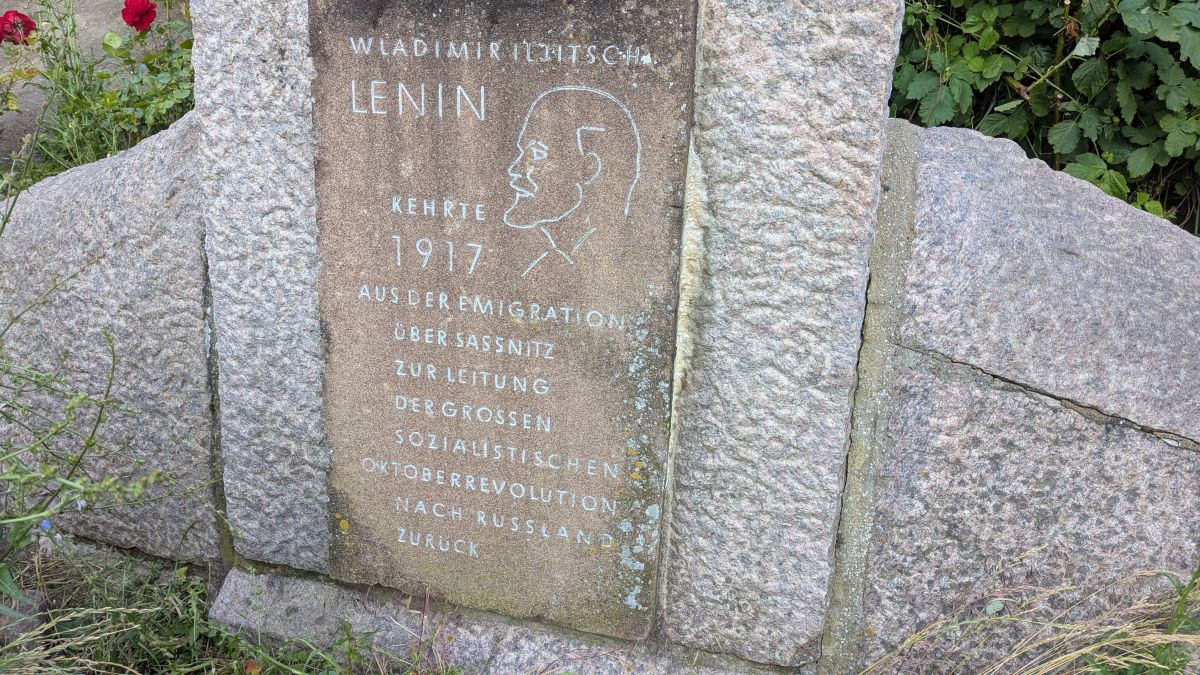 WLADIMIR ILJITSCH
LENIN
KEHRTE
1917
AUS DER EMIGRATION
ÜBER SASSNITZ
ZUR LEITUNG
DER GROSSEN
SOZIALISTISCHEN
OKTOBERREVOLUTION
NACH RUSSLAND
ZURÜCK